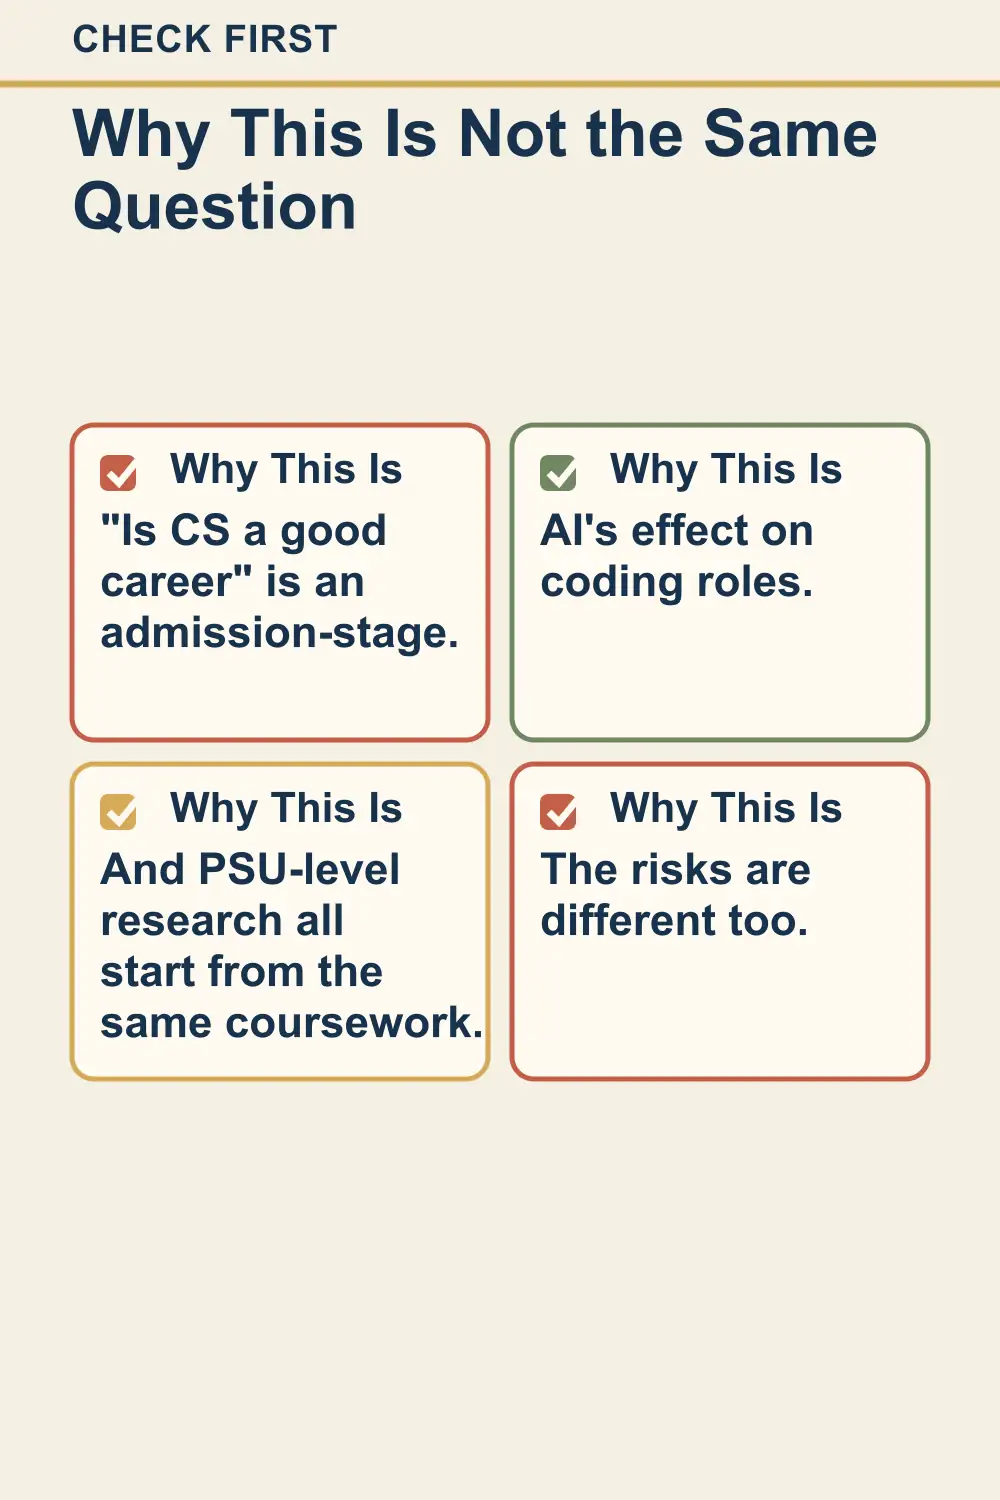 CHECK FIRST
Why This Is Not the Same
Question
Why This Is
"Is CS a good
career" is an
admission-stage.
Why This Is
AI's effect on
coding roles.
Why This Is
And PSU-level
research all
start from the
same coursework.
Why This Is
The risks are
different too.